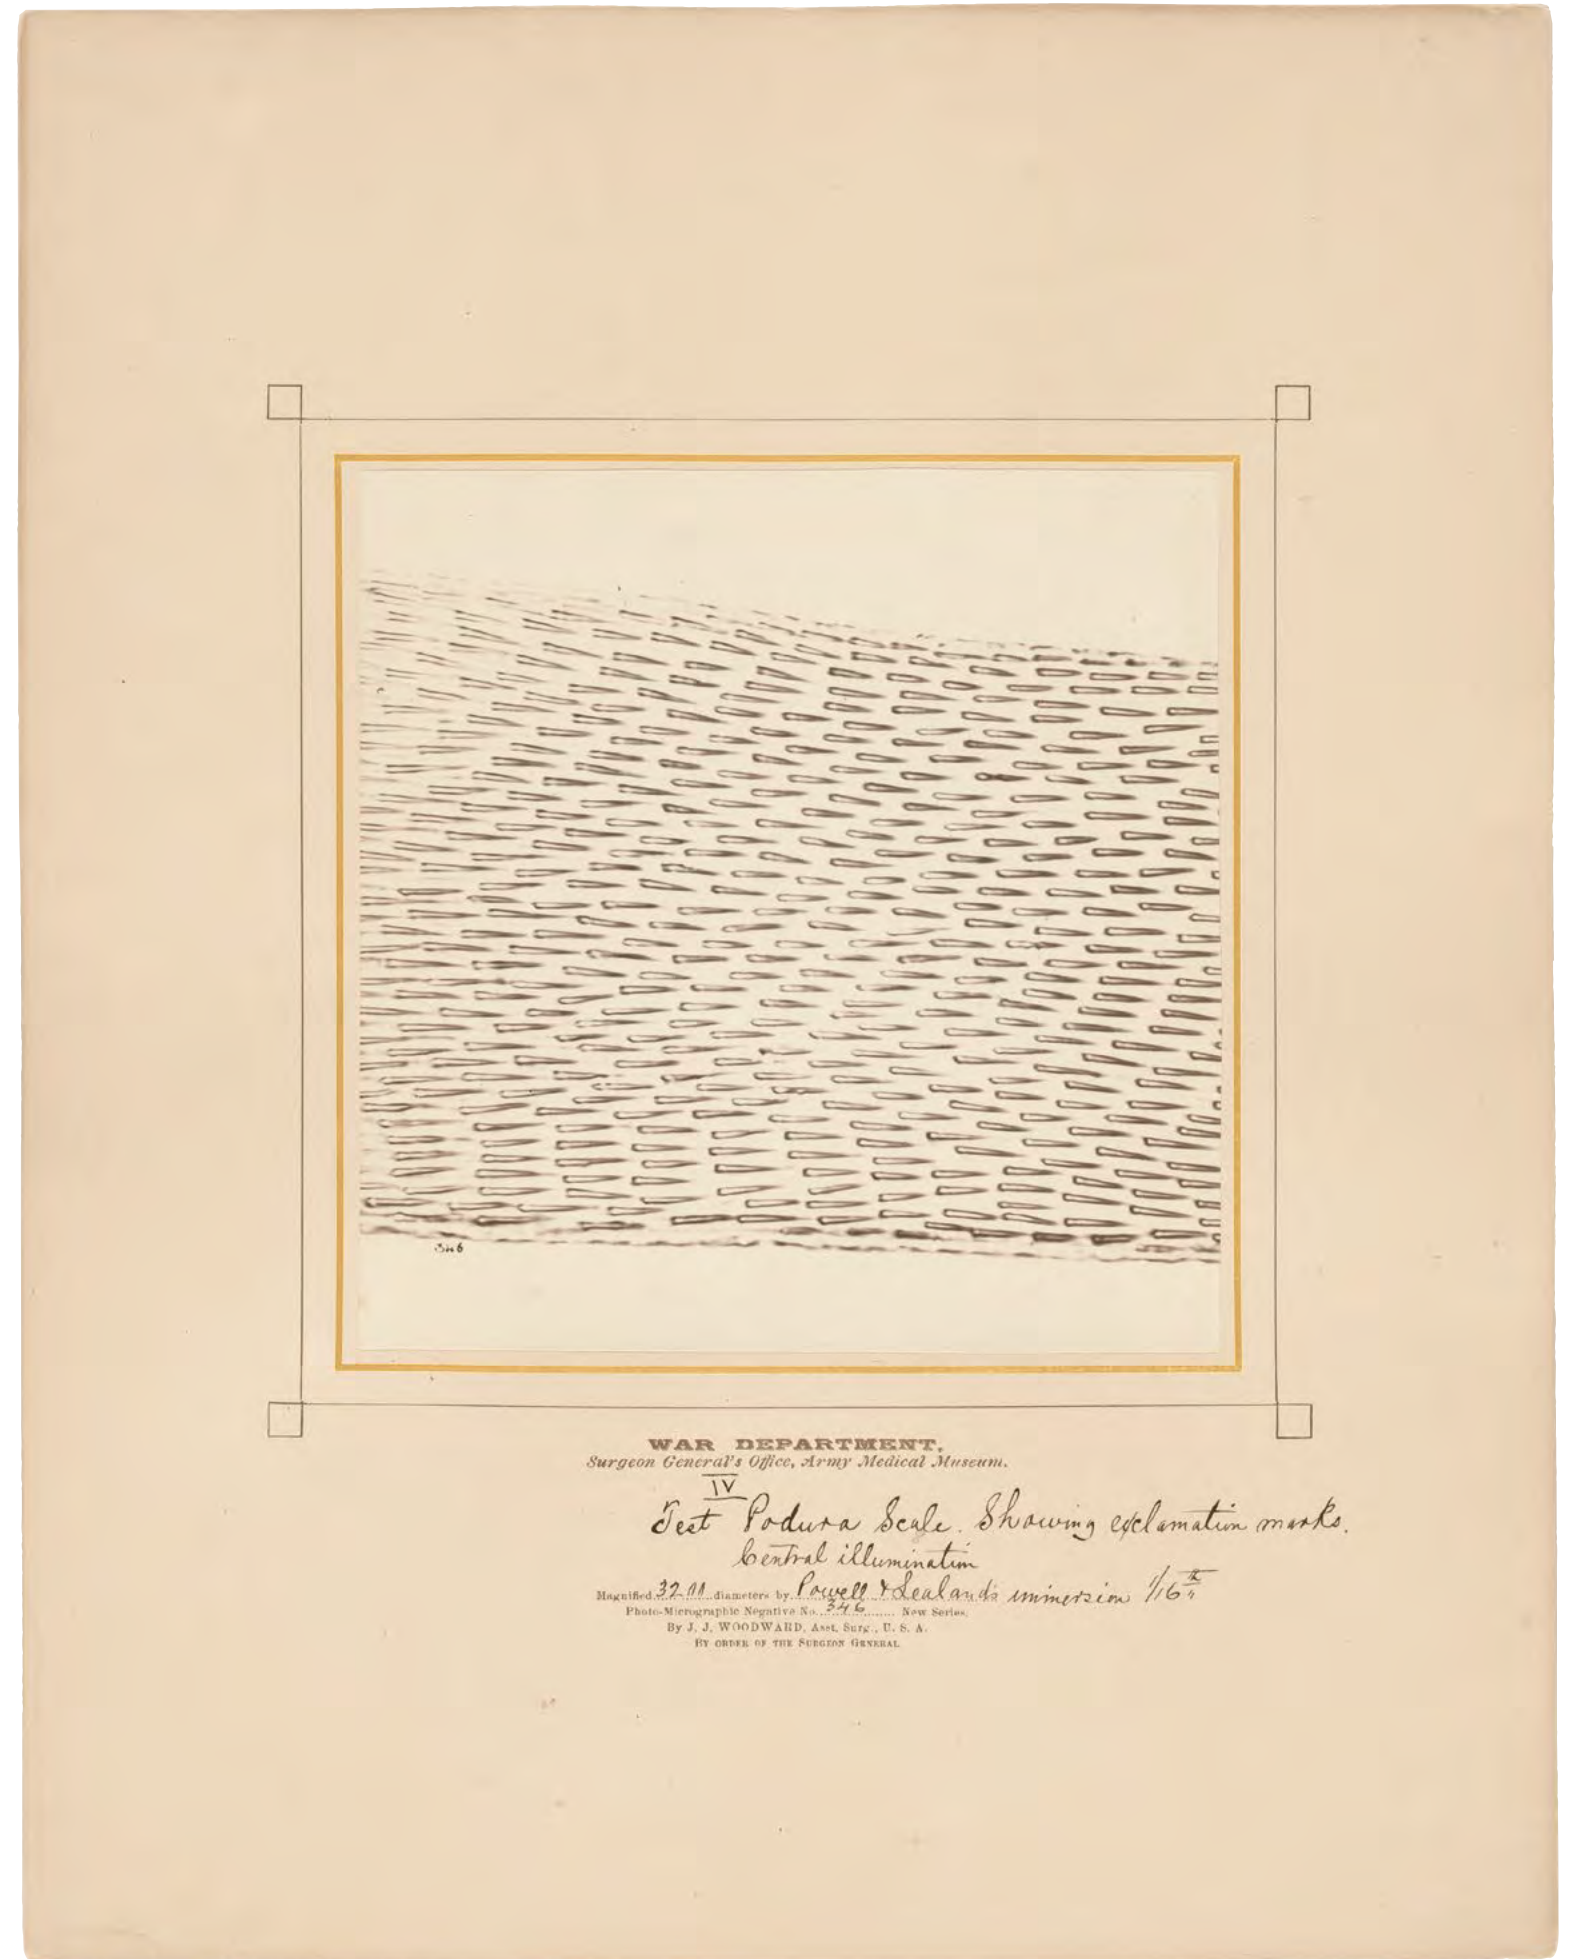 346
WAR DEPARTMENT,
Surgeon General's Office, Army Medical Museum.
IV
Test Podura Scale. Showing exclamation marks.
Central illumination
Magnified 3200 diameters by Powell & Lealand's immersion 1/16th"
Photo-Micrographic Negative No. 346 New Series.
By J. J. WOODWARD, Asst. Surg., U. S. A.
BY ORDER OF THE SURGEON GENERAL.